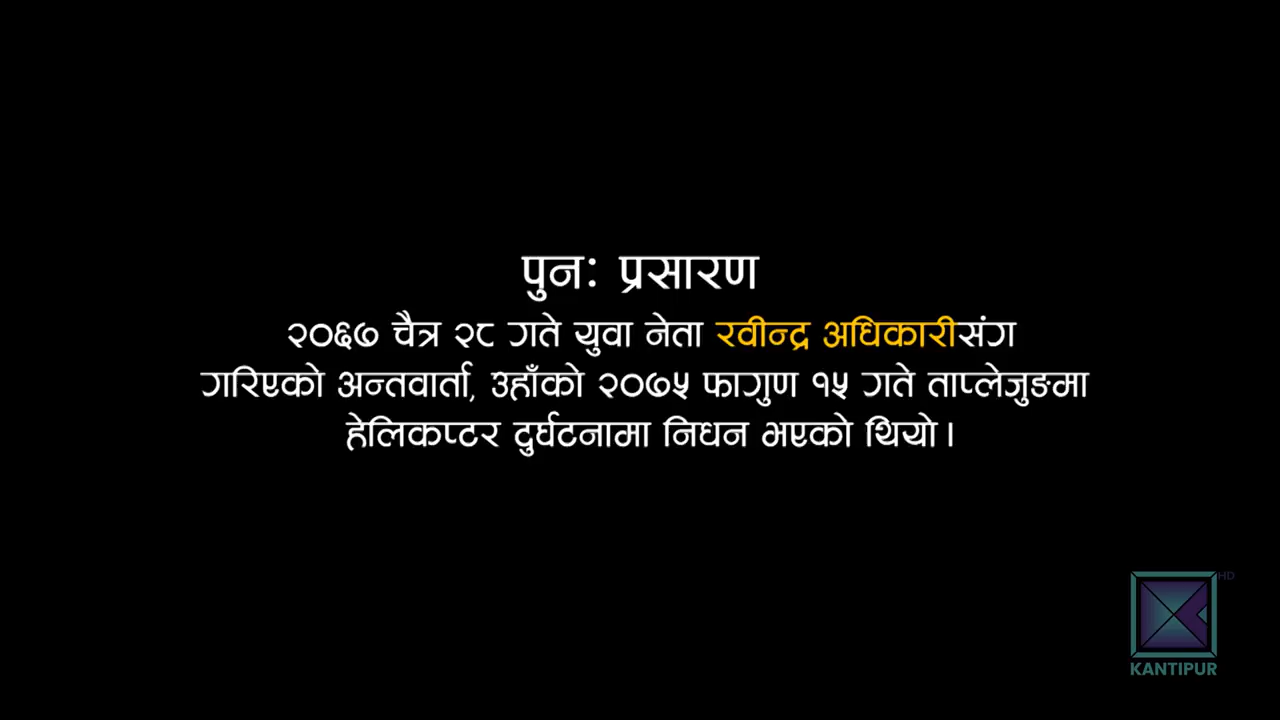 पुनः प्रसारण
२०६७ चैत्र २८ गते युवा नेता रवीन्द्र अधिकारीसंग
गरिएको अन्तवार्ता, उहाँको २०७५ फागुण १५ गते ताप्लेजुङमा
हेलिकप्टर दुर्घटनामा निधन भएको थियो।
HD
KANTIPUR